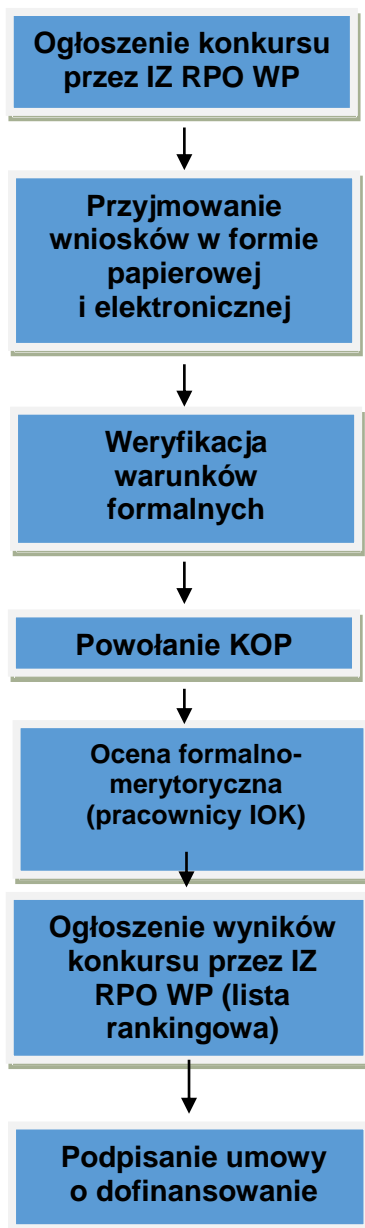 Ogłoszenie konkursu
przez IZ RPO WP
Przyjmowanie
wniosków w formie
papierowej
i elektronicznej
Weryfikacja
warunków
formalnych
Powołanie KOP
Ocena formalno-
merytoryczna
(pracownicy IOK)
Ogłoszenie wyników
konkursu przez IZ
RPO WP (lista
rankingowa)
Podpisanie umowy
o dofinansowanie